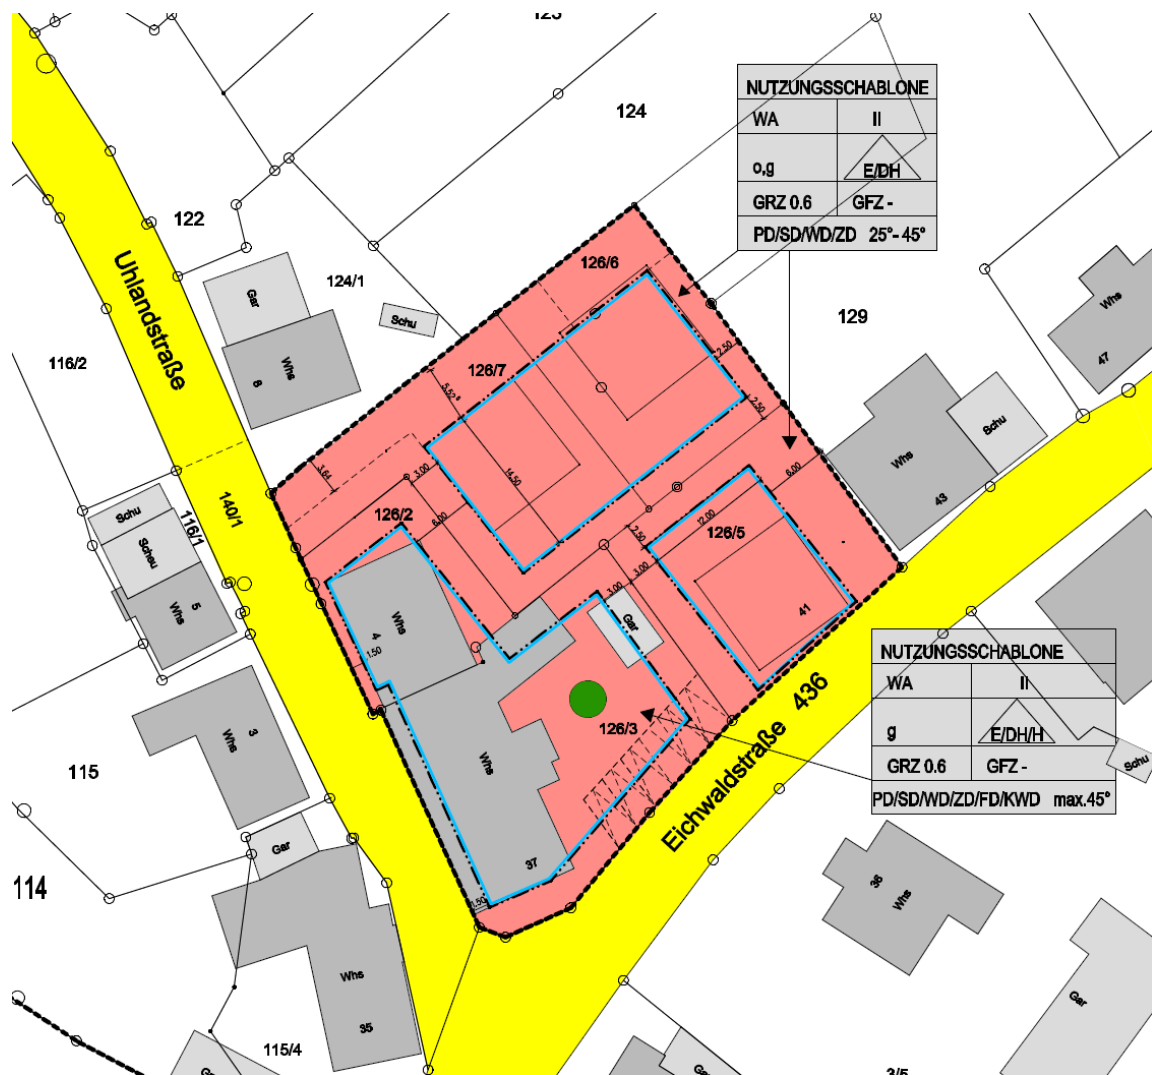 123
124
NUTZUNGSSCHABLONE
WA II
o,g E/DH
GRZ 0.6 GFZ -
PD/SD/WD/ZD 25°- 45°
122
Uhlandstraße
124/1
126/6
Gar
Schu
129
Whs
47
116/2
Whs
8
126/7
2.50
5.52⁵
2.50
Schu
Whs
43
3.64
3.00
14.50
6.00
140/1
116/1
Schu
Scheu
Whs
5
126/2
6.00
12.00
2.50
126/5
3.00
3.00
41
Whs
4
1.50
Gar
436
NUTZUNGSSCHABLONE
WA II
g E/DH/H
GRZ 0.6 GFZ -
PD/SD/WD/ZD/FD/KWD max.45°
Schu
126/3
Whs
3
Whs
115
Eichwaldstraße
Gar
37
36
Whs
114
1.50
Whs
35
Gar
115/4
Gar
3/5